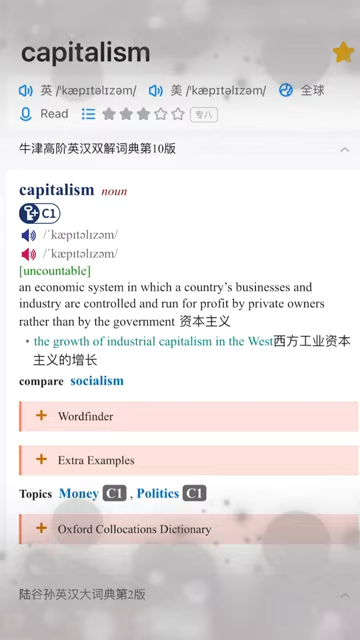 capitalism
英 /ˈkæpɪtəlɪzəm/ 美 /ˈkæpɪtəlɪzəm/ 全球
Read 专八
牛津高阶英汉双解词典第10版
capitalism noun
C1
/ˈkæpɪtəlɪzəm/
/ˈkæpɪtəlɪzəm/
[uncountable]
an economic system in which a country’s businesses and
industry are controlled and run for profit by private owners
rather than by the government 资本主义
• the growth of industrial capitalism in the West西方工业资本
主义的增长
compare socialism
+ Wordfinder
+ Extra Examples
Topics Money C1 , Politics C1
+ Oxford Collocations Dictionary
陆谷孙英汉大词典第2版